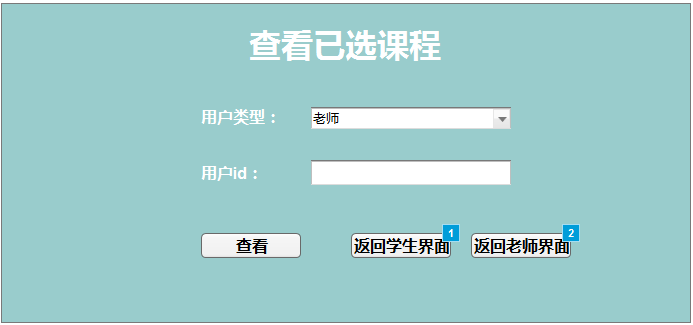 查看已选课程
用户类型：
老师
用户id：
查看
返回学生界面
1
返回老师界面
2